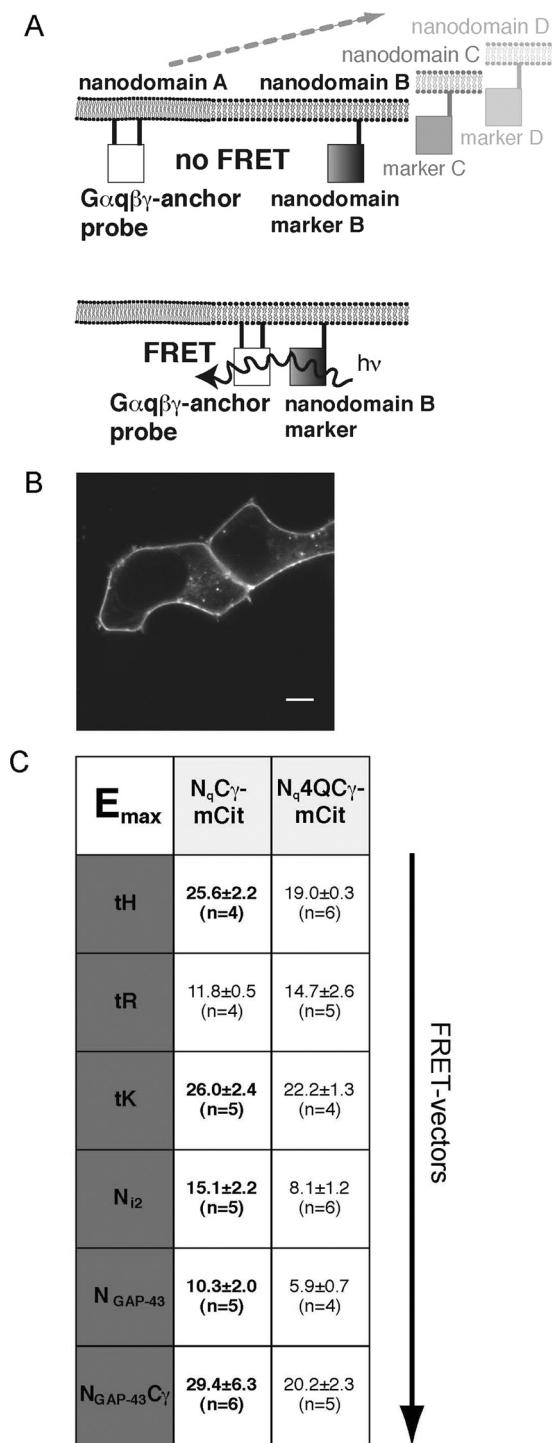 A
nanodomain D
nanodomain C
nanodomain A
nanodomain B
marker D
marker C
no FRET
Gαqβγ-anchor
probe
nanodomain
marker B
FRET
hν
Gαqβγ-anchor
probe
nanodomain B
marker
B
C
Emax
NqCγ-
mCit
Nq4QCγ-
mCit
tH
25.6±2.2
(n=4)
19.0±0.3
(n=6)
tR
11.8±0.5
(n=4)
14.7±2.6
(n=5)
tK
26.0±2.4
(n=5)
22.2±1.3
(n=4)
Ni2
15.1±2.2
(n=5)
8.1±1.2
(n=6)
N GAP-43
10.3±2.0
(n=5)
5.9±0.7
(n=4)
NGAP-43Cγ
29.4±6.3
(n=6)
20.2±2.3
(n=5)
FRET-vectors